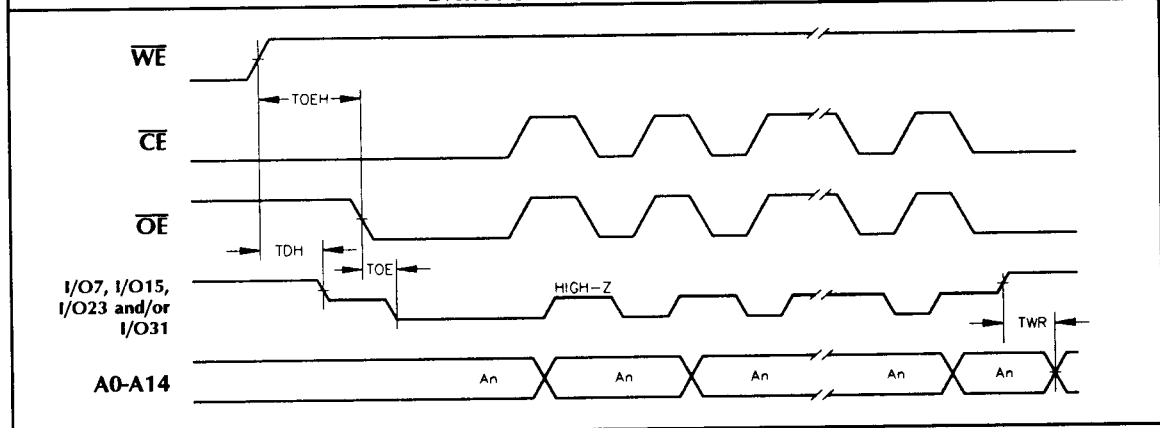 WE
TOEH
CE
OE
TDH
TOE
I/O7, I/O15,
I/O23 and/or
I/O31
HIGH-Z
TWR
A0-A14
An An An An An